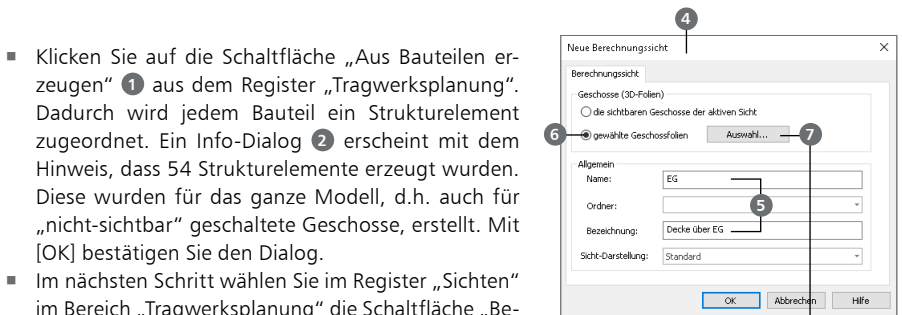 ■ Klicken Sie auf die Schaltfläche „Aus Bauteilen er-
zeugen“ 1 aus dem Register „Tragwerksplanung“.
Dadurch wird jedem Bauteil ein Strukturelement
zugeordnet. Ein Info-Dialog 2 erscheint mit dem
Hinweis, dass 54 Strukturelemente erzeugt wurden.
Diese wurden für das ganze Modell, d.h. auch für
„nicht-sichtbar“ geschaltete Geschosse, erstellt. Mit
[OK] bestätigen Sie den Dialog.
■ Im nächsten Schritt wählen Sie im Register „Sichten“
im Bereich „Tragwerksplanung“ die Schaltfläche „Be-
4
Neue Berechnungssicht
Berechnungssicht
Geschosse (3D-Folien)
die sichtbaren Geschosse der aktiven Sicht
6 gewählte Geschossfolien Auswahl... 7
Allgemein
Name: EG
Ordner: 5
Bezeichnung: Decke über EG
Sicht-Darstellung: Standard
OK Abbrechen Hilfe